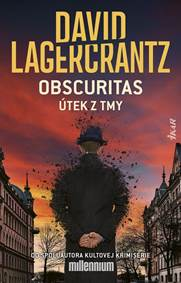 DAVID
LAGERCRANTZ
OBSCURITAS
ÚTEK Z TMY
IKAR
OD SPOLUAUTORA KULTOVEJ KRIMISÉRIE
millennium